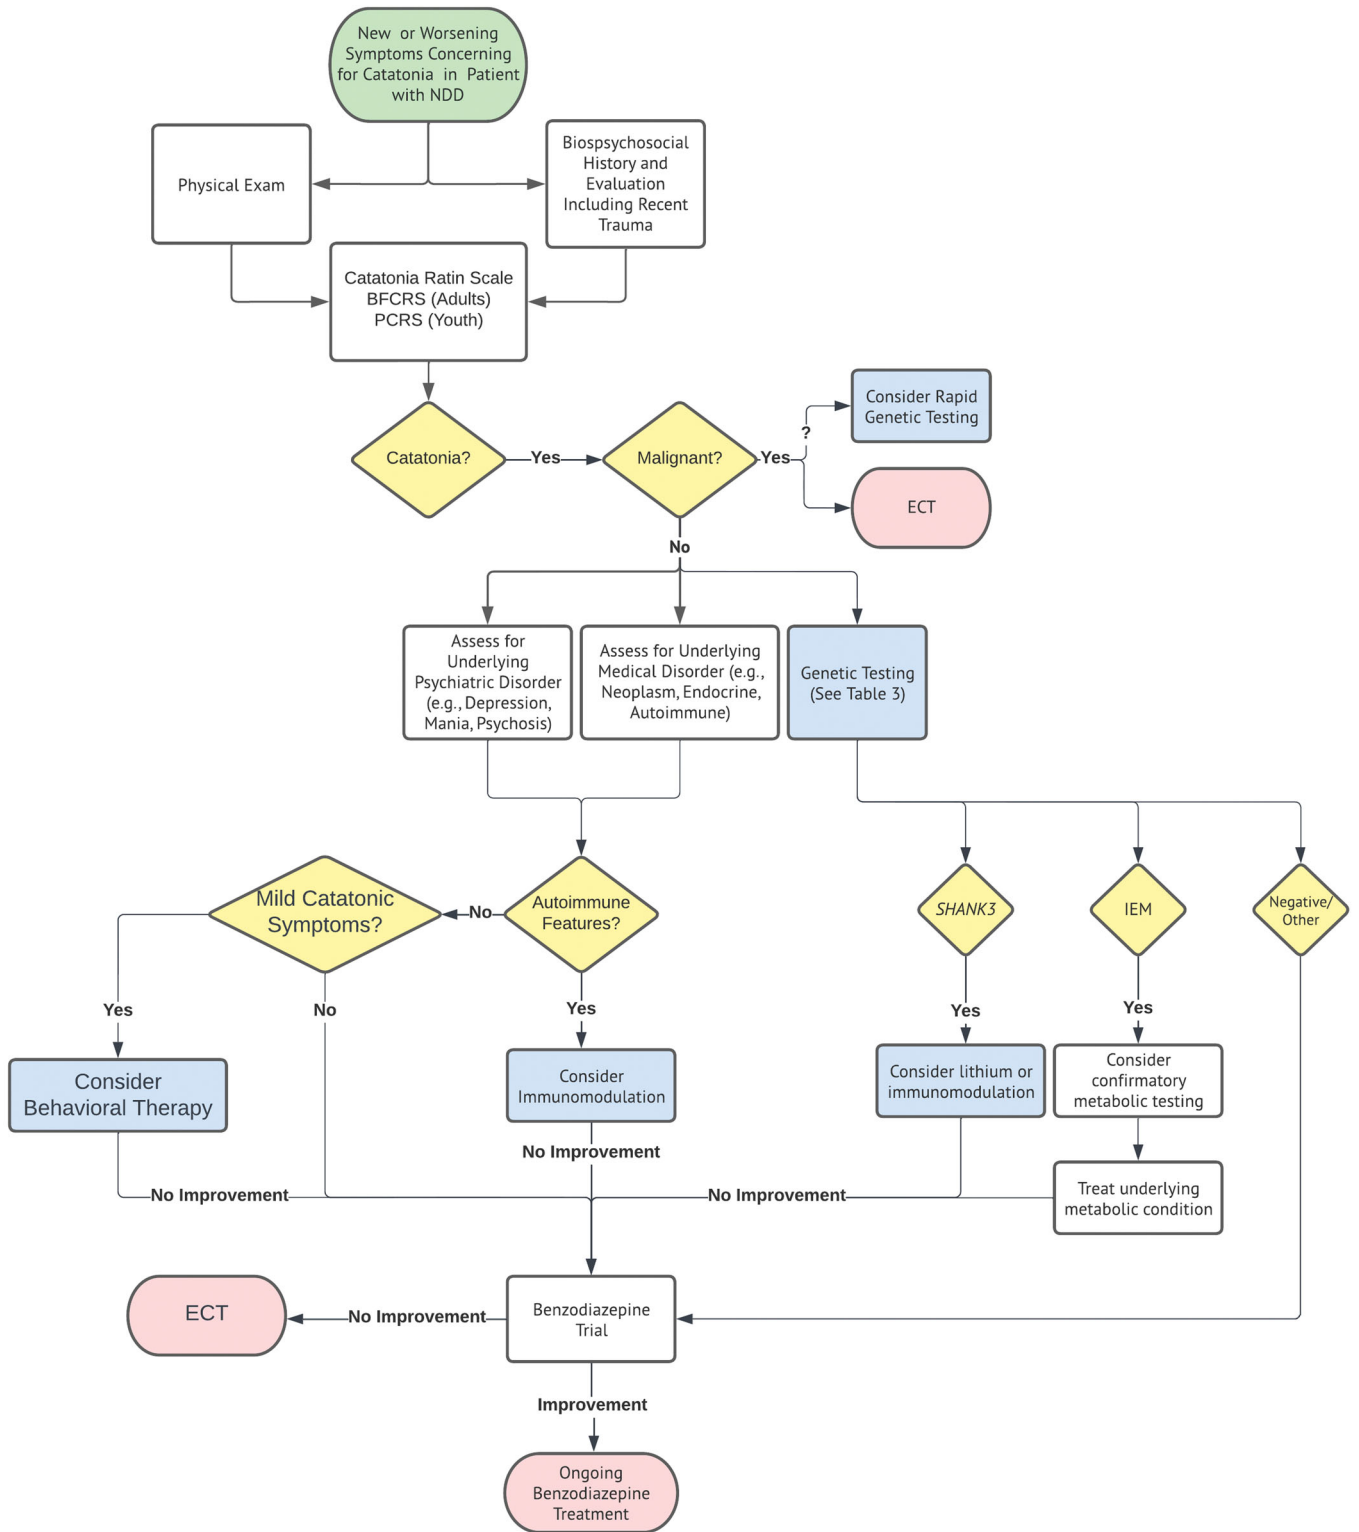 New or Worsening
Symptoms Concerning
for Catatonia in Patient
with NDD
Physical Exam
Biospsychosocial
History and
Evaluation
Including Recent
Trauma
Catatonia Ratin Scale
BFCRS (Adults)
PCRS (Youth)
Catatonia?
Yes
Malignant?
Yes
?
Consider Rapid
Genetic Testing
ECT
No
Assess for
Underlying
Psychiatric Disorder
(e.g., Depression,
Mania, Psychosis)
Assess for Underlying
Medical Disorder (e.g.,
Neoplasm, Endocrine,
Autoimmune)
Genetic Testing
(See Table 3)
Mild Catatonic
Symptoms?
No
Autoimmune
Features?
SHANK3
IEM
Negative/
Other
Yes
No
Yes
Yes
Yes
Consider
Behavioral Therapy
Consider
Immunomodulation
Consider lithium or
immunomodulation
Consider
confirmatory
metabolic testing
No Improvement
No Improvement
No Improvement
Treat underlying
metabolic condition
ECT
No Improvement
Benzodiazepine
Trial
Improvement
Ongoing
Benzodiazepine
Treatment